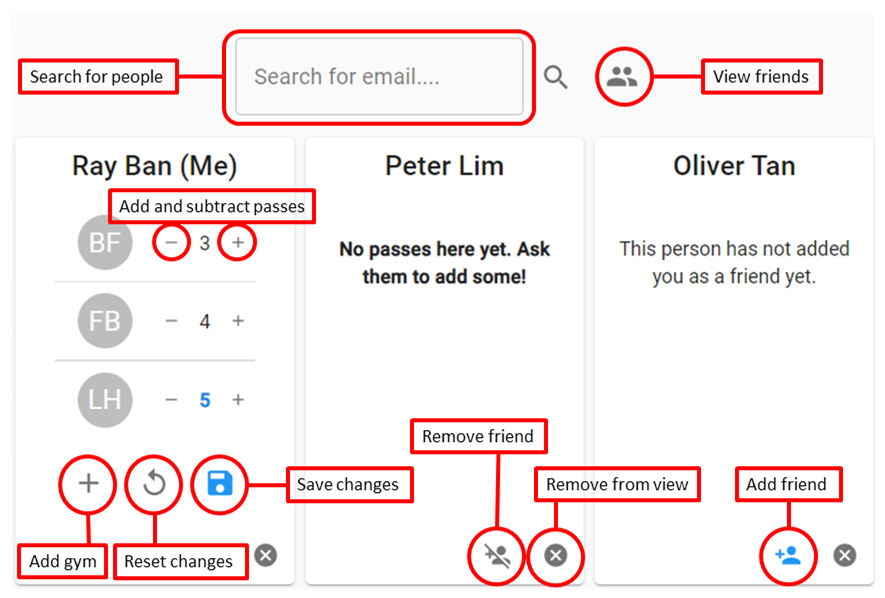 Search for people
Search for email....
View friends
Ray Ban (Me)
Peter Lim
Oliver Tan
Add and subtract passes
BF − 3 +
FB − 4 +
LH − 5 +
No passes here yet. Ask
them to add some!
This person has not added
you as a friend yet.
Remove friend
Save changes
Remove from view
Add friend
Add gym
Reset changes